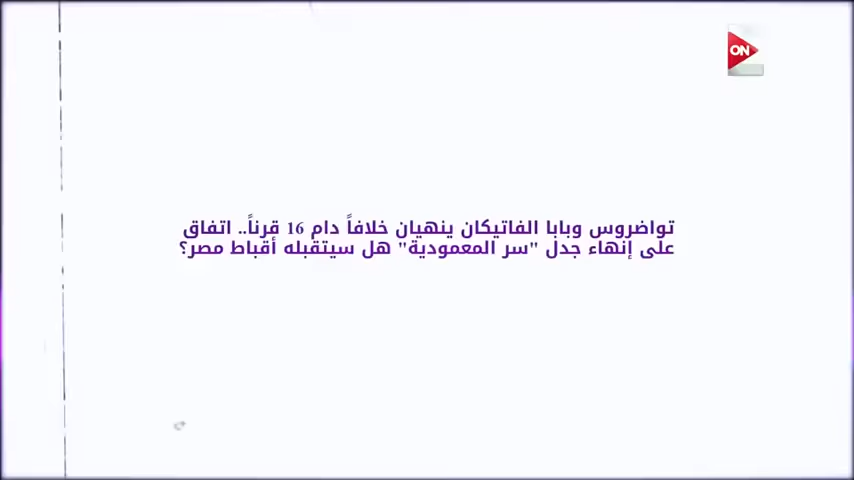 ON
تواضروس وبابا الفاتيكان ينهيان خلافاً دام 16 قرناً.. اتفاق
على إنهاء جدل "سر المعمودية" هل سيتقبله أقباط مصر؟